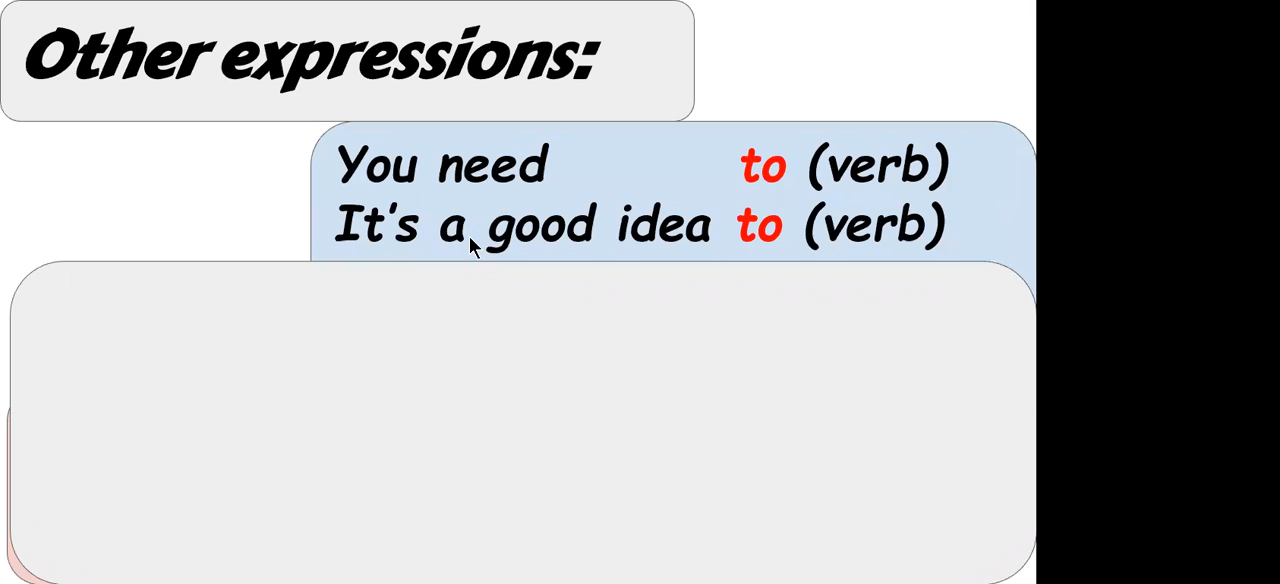 Other expressions:
You need to (verb)
It's a good idea to (verb)